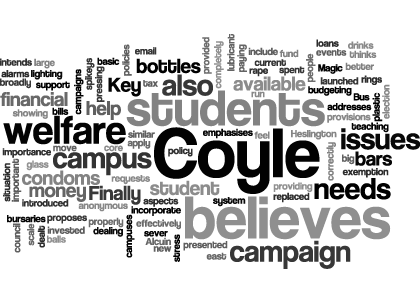 intends large
alarms lighting
broadly support
showing bills
spikeys
pressing
basic
campaigns
policies
email
Key tax
bottles
provided
completely
lubricant
paying
include fund
current
rape spent
run
people
loans
events
drinks
thinks
Magic better
launched rings
budgeting
Bus plastic
addresses election
provisions
teaching
financial help also available
students
welfare similar
apply
policy
emphasises feel Heslington
correctly
issues
importance move core
campus
Coyle
big bars
exemption
glass
situation
important
condoms requests
student
providing
replaced
needs
money Finally
introduced anonymous
aspects
incorporate
system
believes
bursaries proposes
council
scale
dealt invested
balls
properly
dealing
campuses
effectively
sever
Alcuin
new
stress
presented
east
campaign